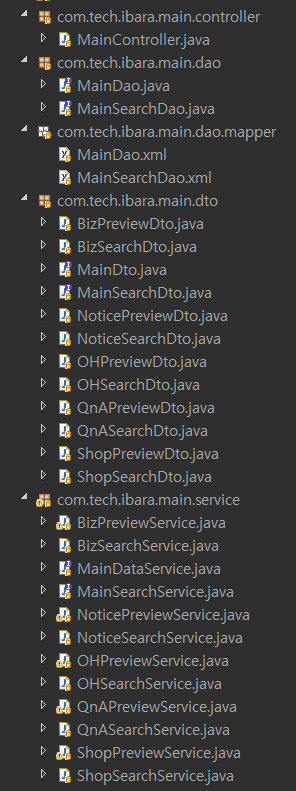 com.tech.ibara.main.controller
MainController.java
com.tech.ibara.main.dao
MainDao.java
MainSearchDao.java
com.tech.ibara.main.dao.mapper
MainDao.xml
MainSearchDao.xml
com.tech.ibara.main.dto
BizPreviewDto.java
BizSearchDto.java
MainDto.java
MainSearchDto.java
NoticePreviewDto.java
NoticeSearchDto.java
OHPreviewDto.java
OHSearchDto.java
QnAPreviewDto.java
QnASearchDto.java
ShopPreviewDto.java
ShopSearchDto.java
com.tech.ibara.main.service
BizPreviewService.java
BizSearchService.java
MainDataService.java
MainSearchService.java
NoticePreviewService.java
NoticeSearchService.java
OHPreviewService.java
OHSearchService.java
QnAPreviewService.java
QnASearchService.java
ShopPreviewService.java
ShopSearchService.java